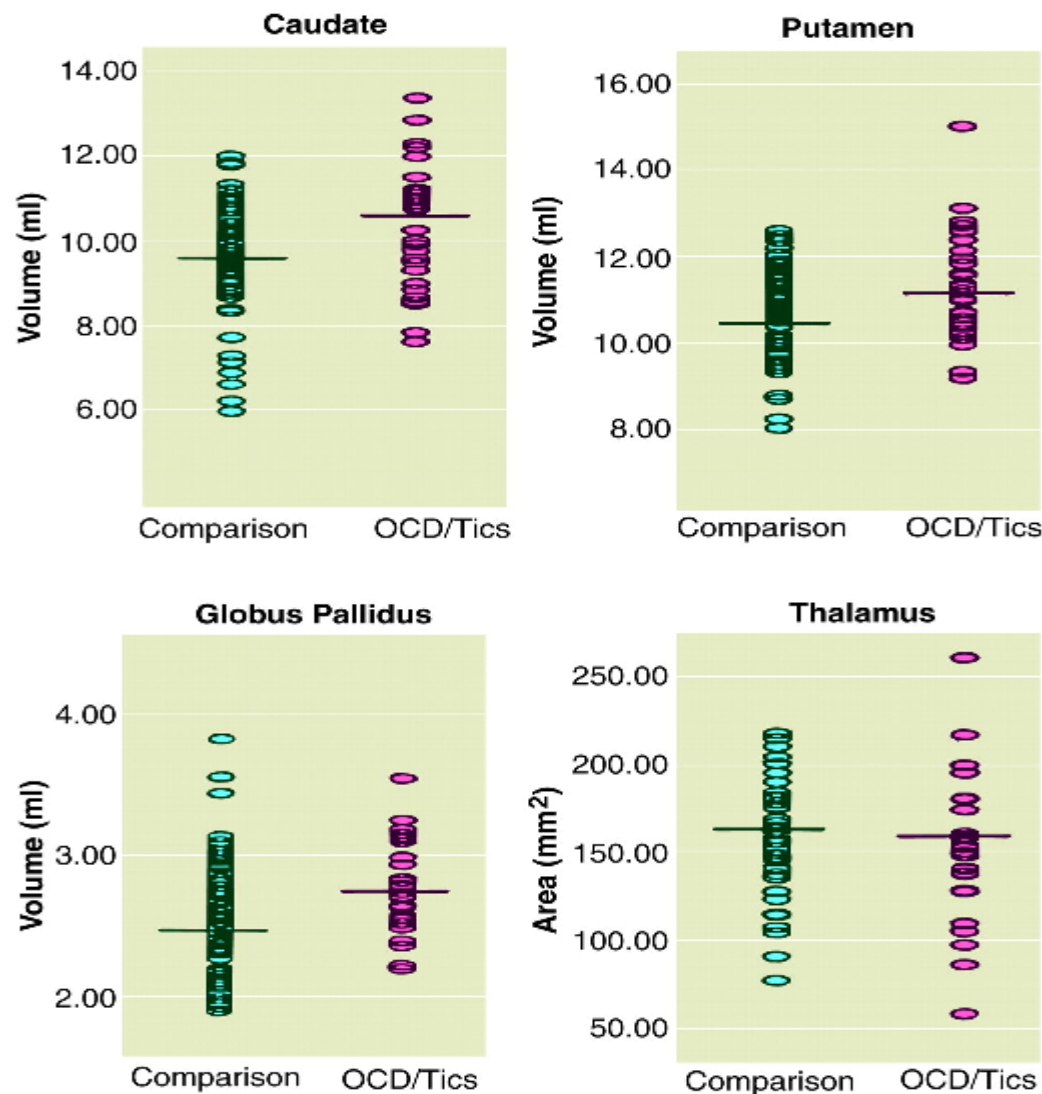 Caudate
14.00
12.00
10.00
8.00
6.00
Volume (ml)
Comparison OCD/Tics
Putamen
16.00
14.00
12.00
10.00
8.00
Volume (ml)
Comparison OCD/Tics
Globus Pallidus
4.00
3.00
2.00
Volume (ml)
Comparison OCD/Tics
Thalamus
250.00
200.00
150.00
100.00
50.00
Area (mm²)
Comparison OCD/Tics